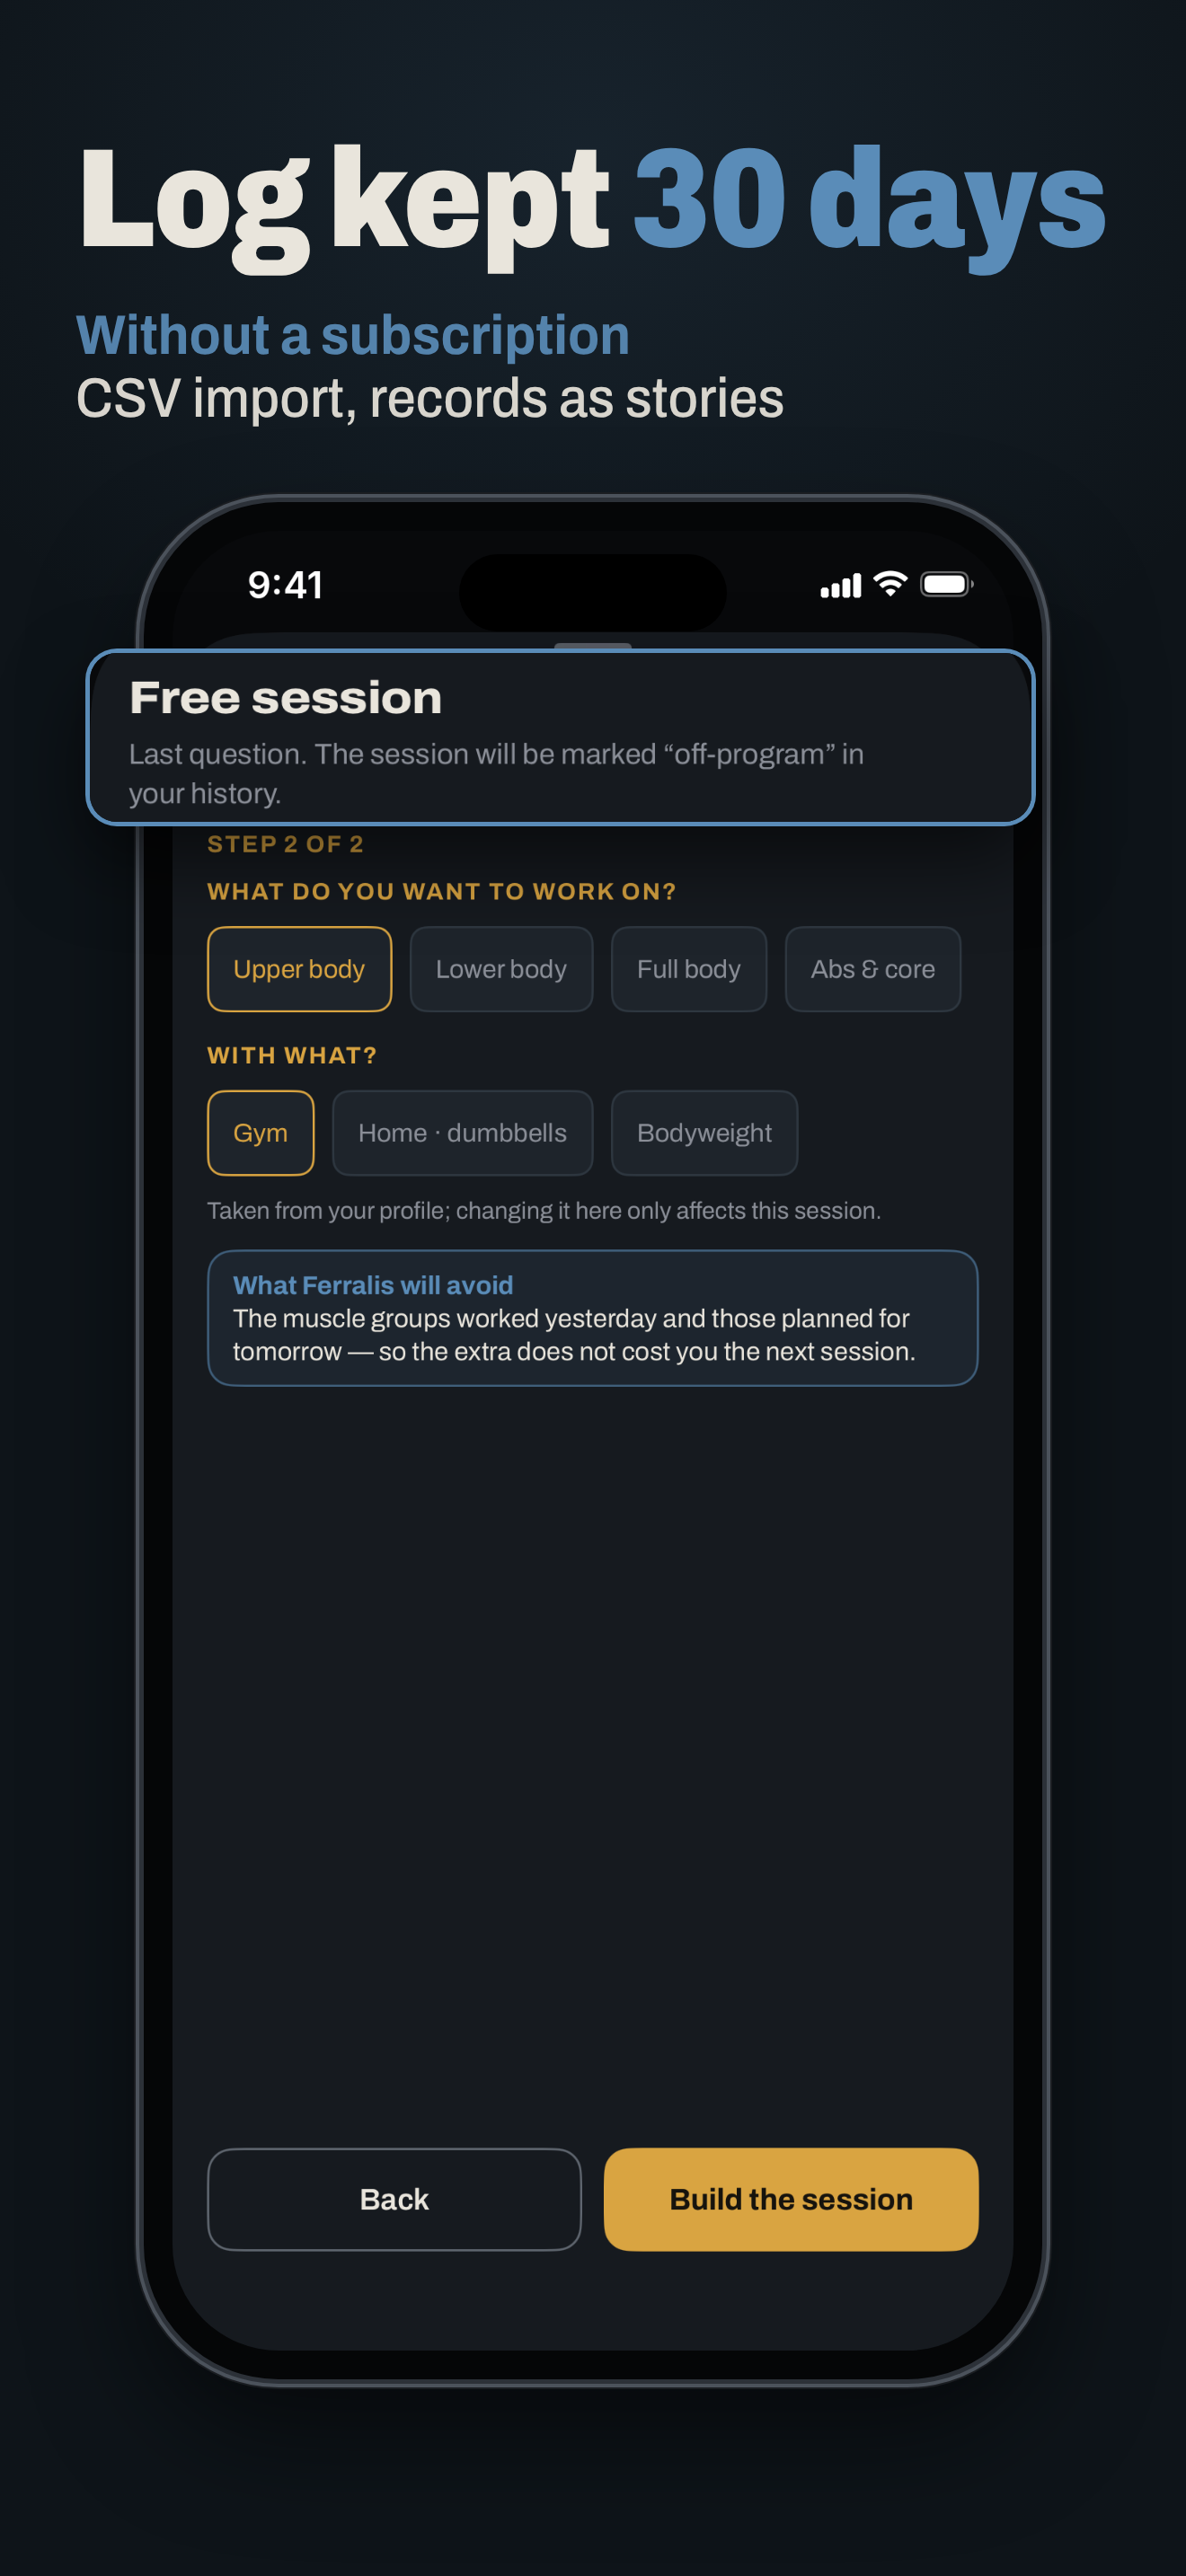 Log kept 30 days
Without a subscription
CSV import, records as stories
9:41
Free session
Last question. The session will be marked “off-program” in
your history.
STEP 2 OF 2
WHAT DO YOU WANT TO WORK ON?
Upper body Lower body Full body Abs & core
WITH WHAT?
Gym Home · dumbbells Bodyweight
Taken from your profile; changing it here only affects this session.
What Ferralis will avoid
The muscle groups worked yesterday and those planned for
tomorrow — so the extra does not cost you the next session.
Back Build the session